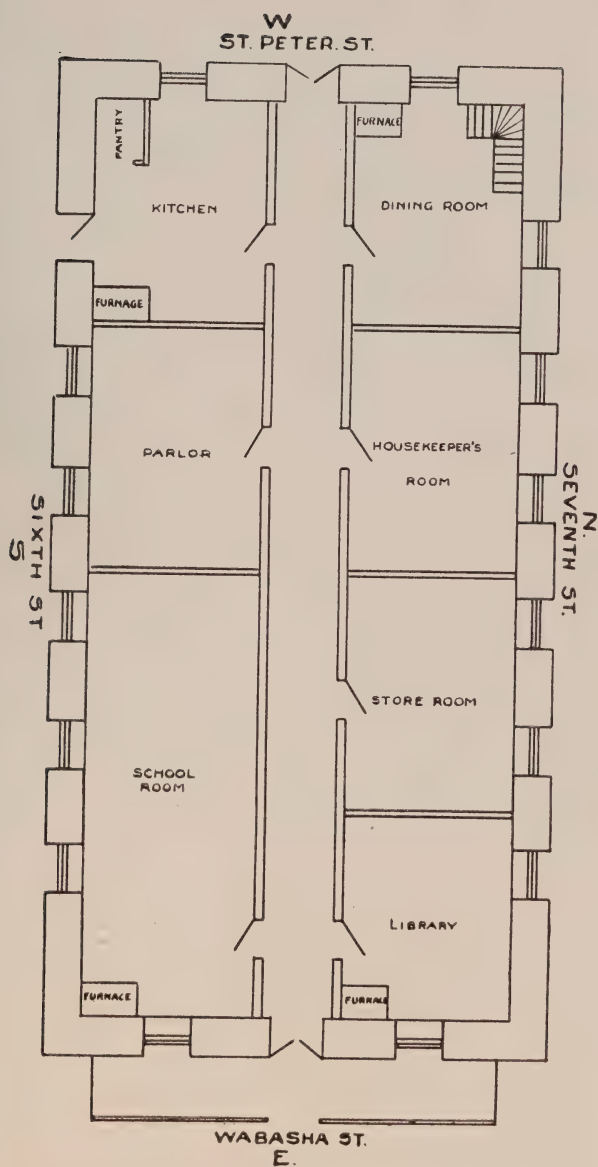 W
ST. PETER. ST.
FURNACE
PANTRY
KITCHEN
DINING ROOM
FURNAGE
PARLOR
HOUSEKEEPER'S
ROOM
N.
SEVENTH ST.
SIXTH ST
S
STORE ROOM
SCHOOL
ROOM
LIBRARY
FURNACE
FURNACE
WABASHA ST.
E.